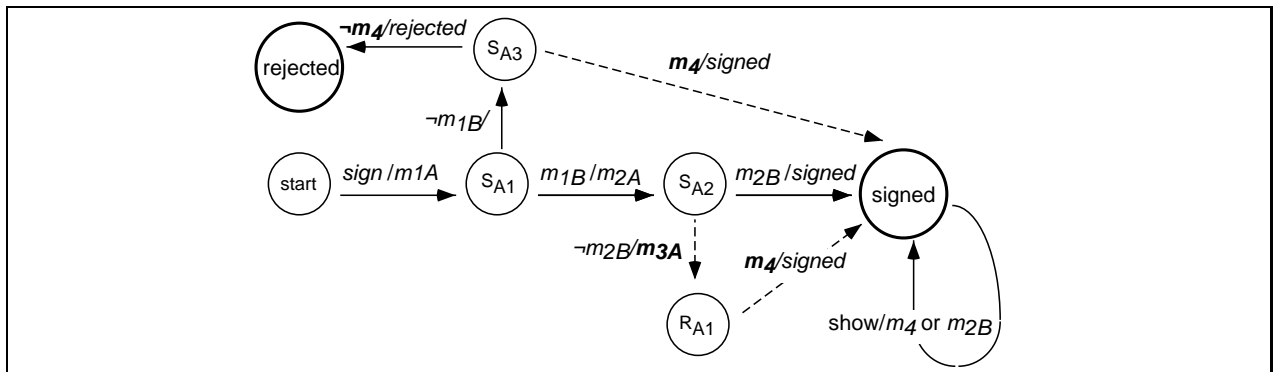 ¬m4/rejected
rejected
SA3
m4/signed
¬m1B/
start
sign/m1A
SA1
m1B/m2A
SA2
m2B/signed
signed
¬m2B/m3A
m4/signed
RA1
show/m4 or m2B